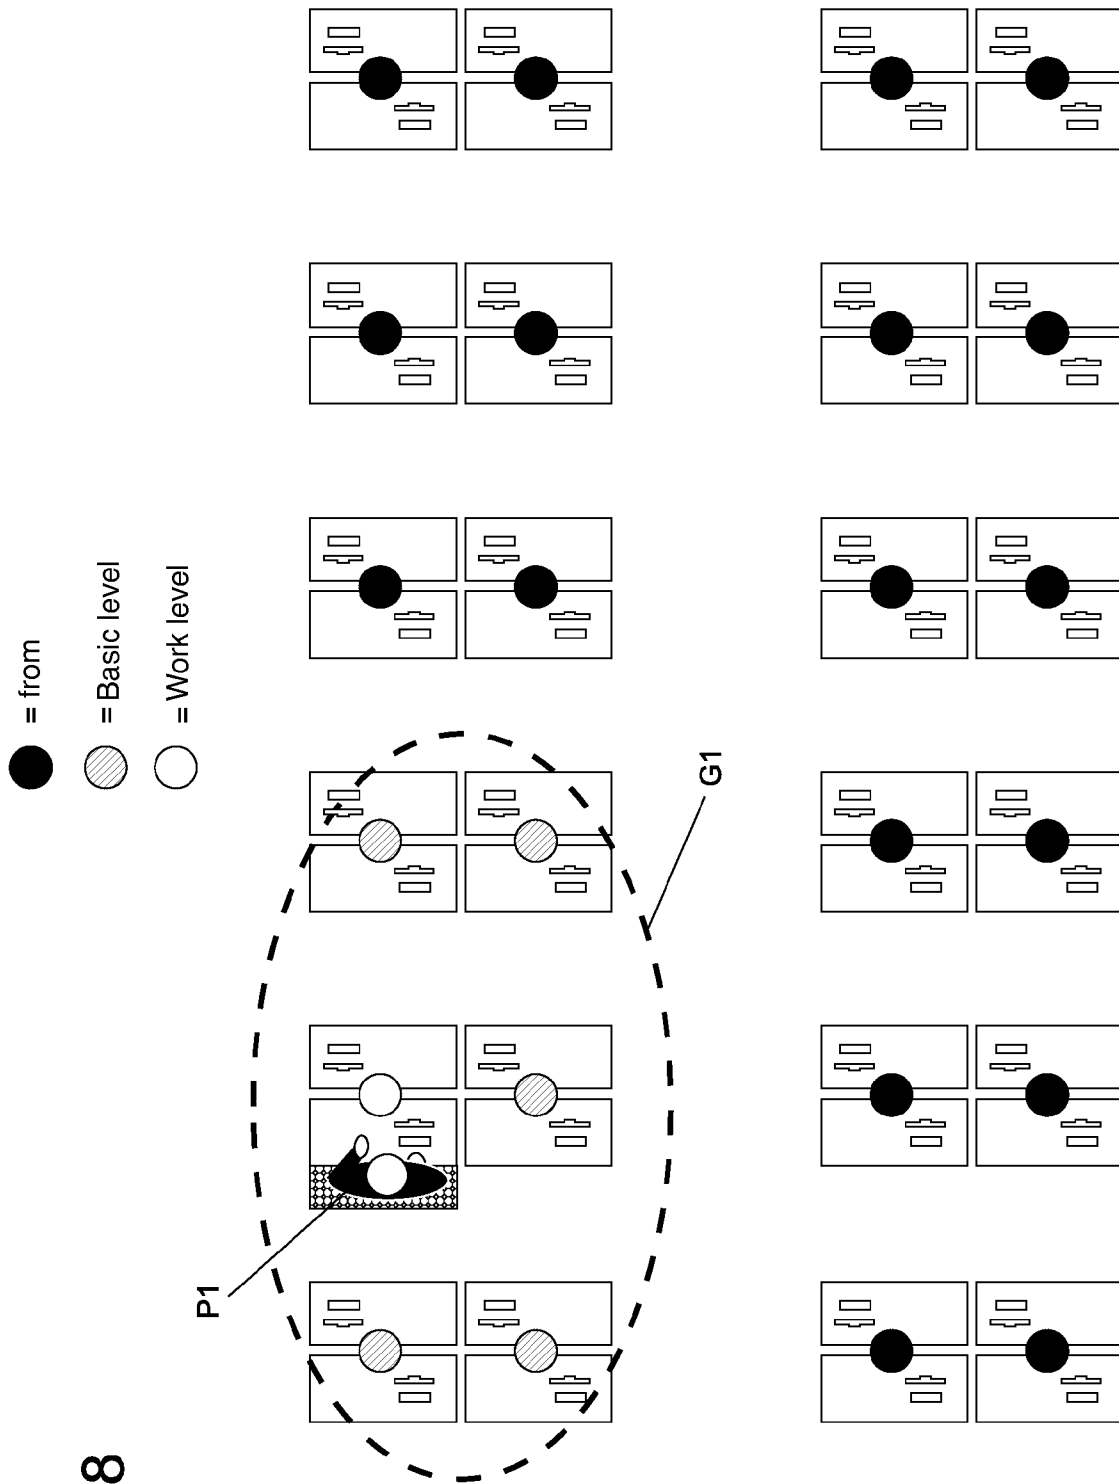 8
= from
= Basic level
= Work level
P1
G1